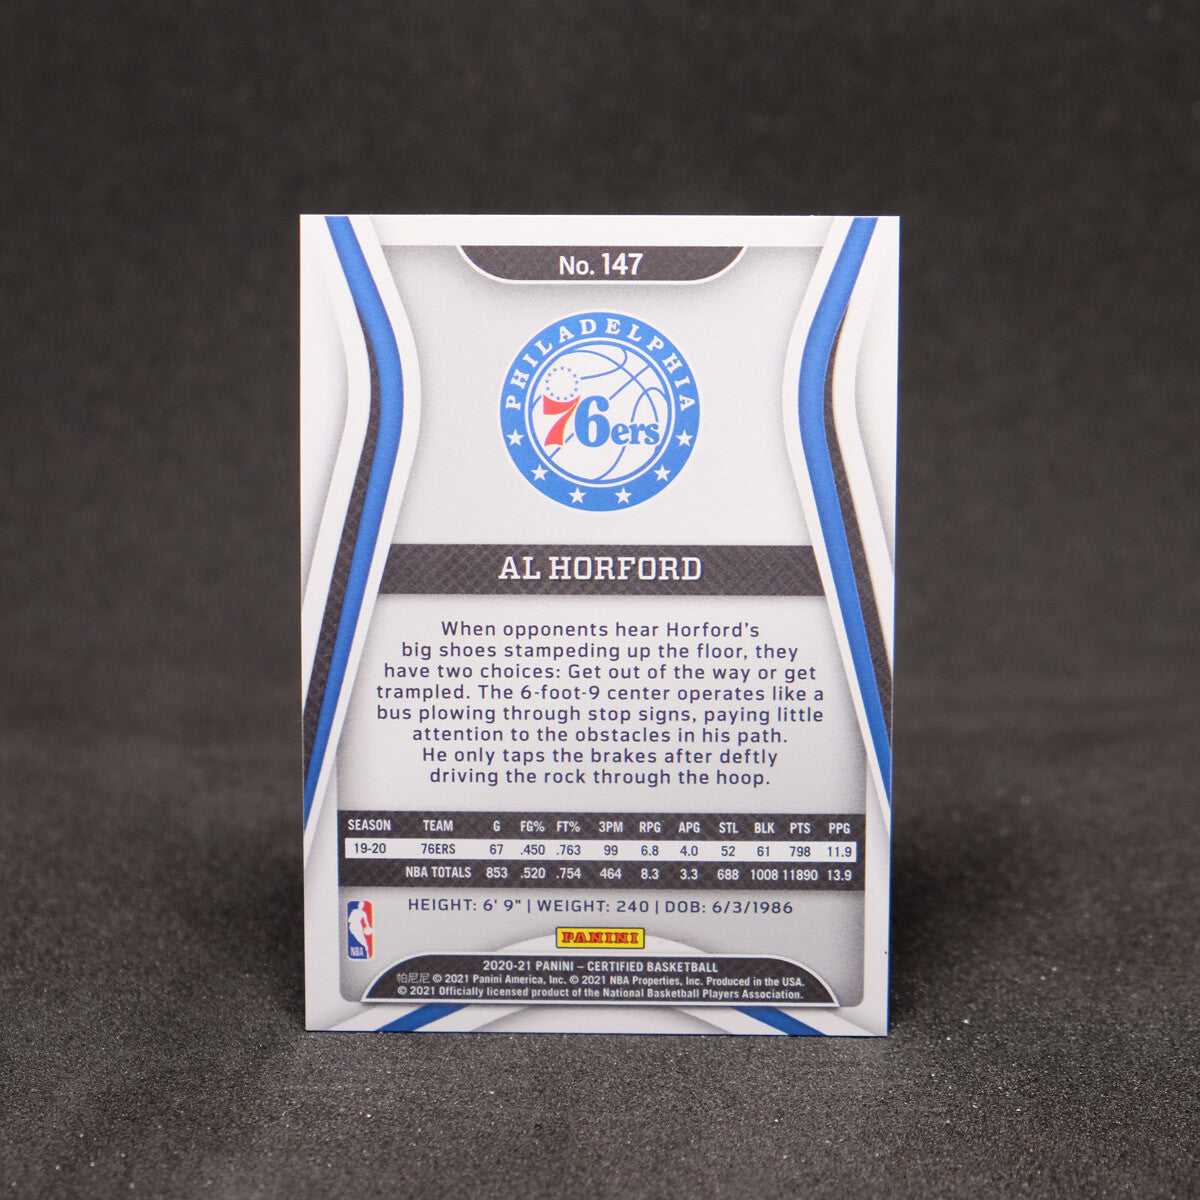 No. 147
PHILADELPHIA
76ers
AL HORFORD
When opponents hear Horford's
big shoes stampeding up the floor, they
have two choices: Get out of the way or get
trampled. The 6-foot-9 center operates like a
bus plowing through stop signs, paying little
attention to the obstacles in his path.
He only taps the brakes after deftly
driving the rock through the hoop.
SEASON TEAM G FG% FT% 3PM RPG APG STL BLK PTS PPG
19-20 76ERS 67 .450 .763 99 6.8 4.0 52 61 798 11.9
NBA TOTALS 853 .520 .754 464 8.3 3.3 688 1008 11890 13.9
HEIGHT: 6' 9" | WEIGHT: 240 | DOB: 6/3/1986
NBA
PANINI
2020-21 PANINI – CERTIFIED BASKETBALL
帕尼尼 © 2021 Panini America, Inc. © 2021 NBA Properties, Inc. Produced in the USA.
© 2021 Officially licensed product of the National Basketball Players Association.